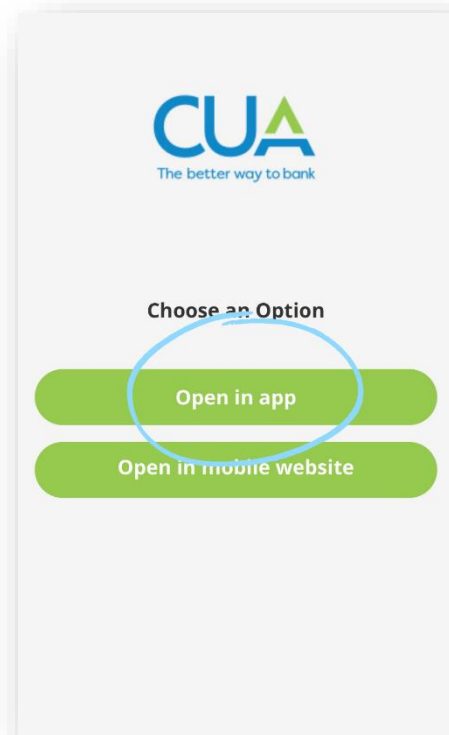 CUA
The better way to bank
Choose an Option
Open in app
Open in mobile website